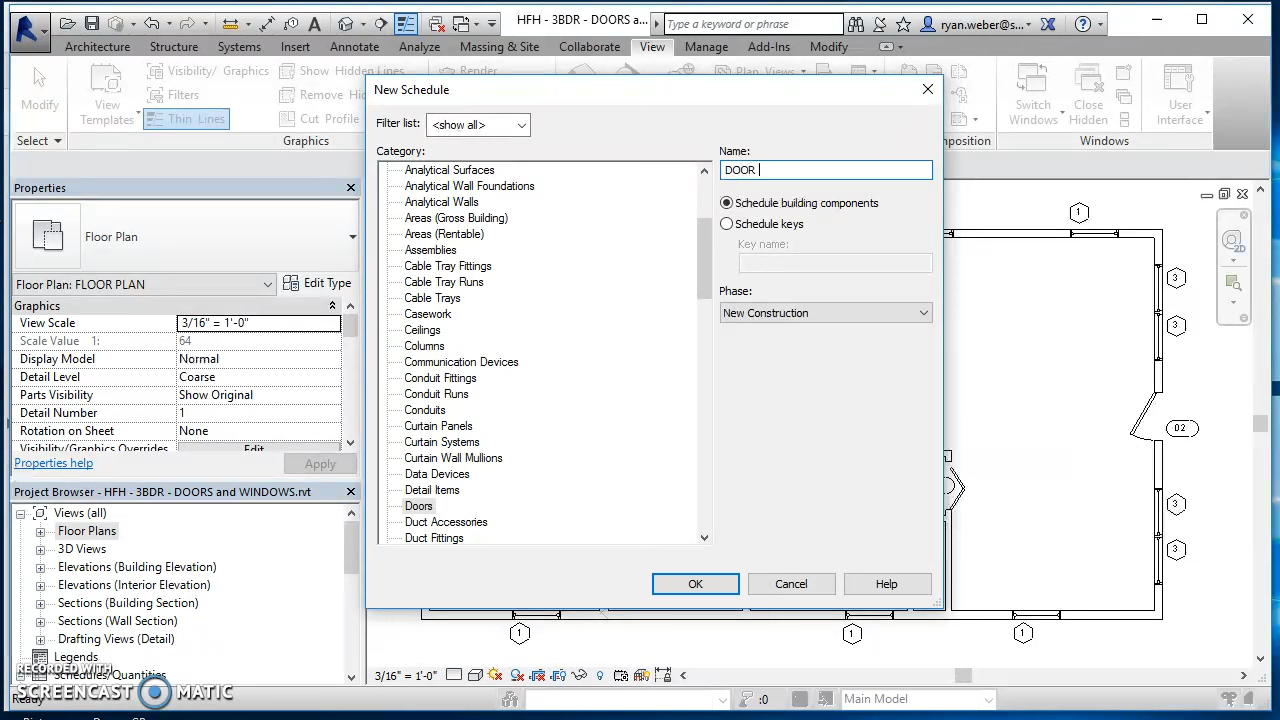 HFH - 3BDR - DOORS a...
Type a keyword or phrase
ryan.weber@s...
Architecture Structure Systems Insert Annotate Analyze Massing & Site Collaborate View Manage Add-Ins Modify
Modify
View Templates
Visibility/ Graphics
Filters
Thin Lines
Show Hidden Lines
Remove Hi
Cut Profile
Render
Plan Views
Switch Windows
Close Hidden
User Interface
Select
Graphics
position
Windows
New Schedule
Filter list:
<show all>
Category:
Analytical Surfaces
Analytical Wall Foundations
Analytical Walls
Areas (Gross Building)
Areas (Rentable)
Assemblies
Cable Tray Fittings
Cable Tray Runs
Cable Trays
Casework
Ceilings
Columns
Communication Devices
Conduit Fittings
Conduit Runs
Conduits
Curtain Panels
Curtain Systems
Curtain Wall Mullions
Data Devices
Detail Items
Doors
Duct Accessories
Duct Fittings
Name:
DOOR
Schedule building components
Schedule keys
Key name:
Phase:
New Construction
OK Cancel Help
Properties
Floor Plan
Floor Plan: FLOOR PLAN
Edit Type
Graphics
View Scale 3/16" = 1'-0"
Scale Value 1: 64
Display Model Normal
Detail Level Coarse
Parts Visibility Show Original
Detail Number 1
Rotation on Sheet None
Visibility/Graphics Overrides Edit...
Properties help
Apply
Project Browser - HFH - 3BDR - DOORS and WINDOWS.rvt
Views (all)
Floor Plans
3D Views
Elevations (Building Elevation)
Elevations (Interior Elevation)
Sections (Building Section)
Sections (Wall Section)
Drafting Views (Detail)
Legends
Schedules/Quantities
RECORDED WITH
SCREENCAST MATIC
Ready
1
3
3
02
3
3
1
1
1
2D
3/16" = 1'-0"
:0
Main Model